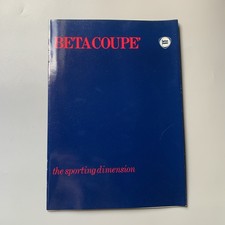 BETA COUPE'
the sporting dimension